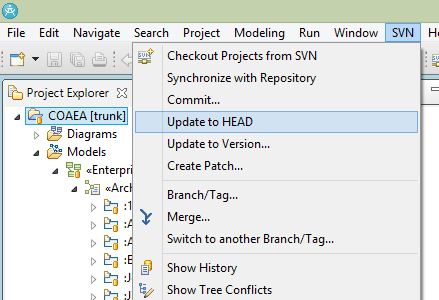 File Edit Navigate Search Project Modeling Run Window SVN
Checkout Projects from SVN
Synchronize with Repository
Commit...
Project Explorer
Update to HEAD
COAEA [trunk]
Diagrams
Update to Version...
Models
Create Patch...
«Enterpri
«Arch
Branch/Tag...
Merge...
Switch to another Branch/Tag...
Show History
Show Tree Conflicts